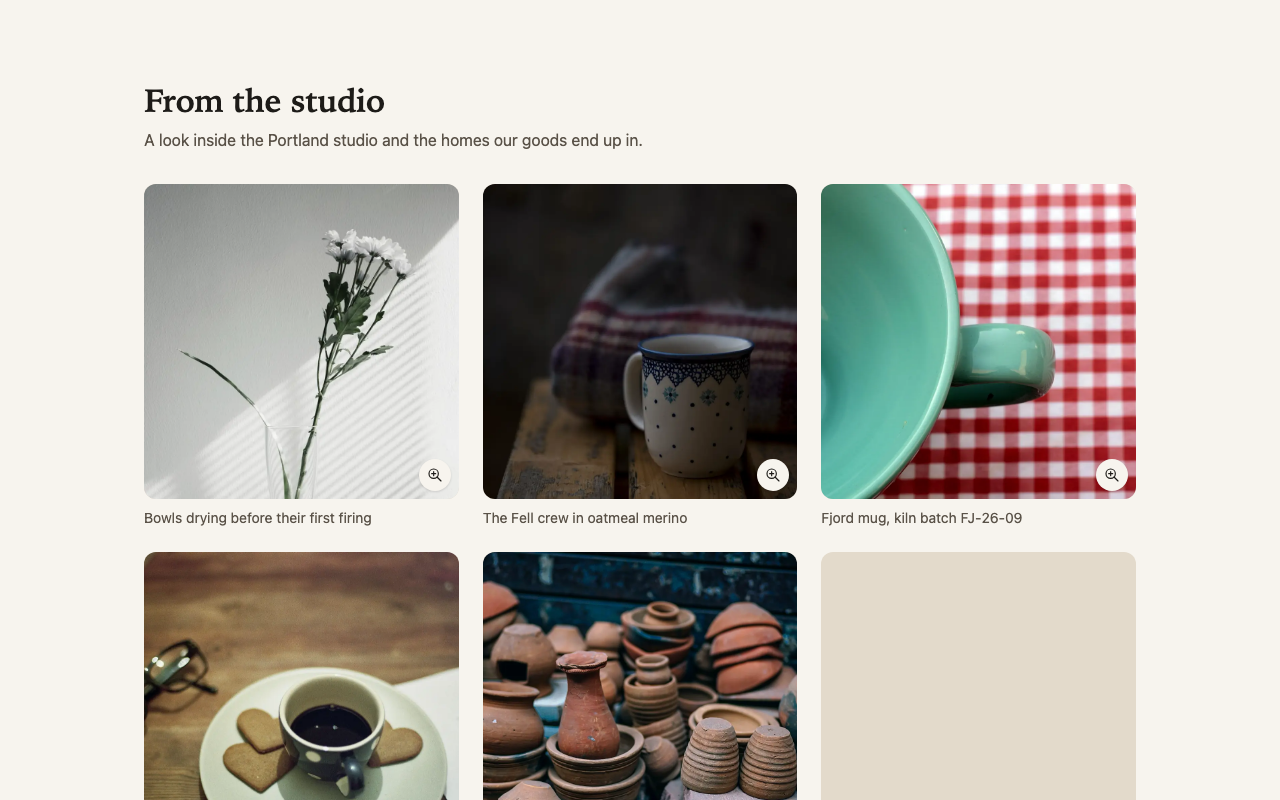 From the studio
A look inside the Portland studio and the homes our goods end up in.
Bowls drying before their first firing
The Fell crew in oatmeal merino
Fjord mug, kiln batch FJ-26-09